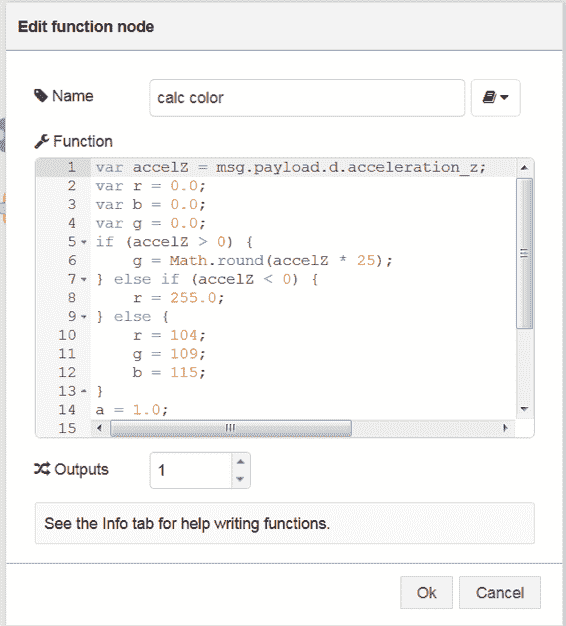 Edit function node
Name
calc color
Function
1 var accelZ = msg.payload.d.acceleration_z;
2 var r = 0.0;
3 var b = 0.0;
4 var g = 0.0;
5 if (accelZ > 0) {
6 g = Math.round(accelZ * 25);
7 } else if (accelZ < 0) {
8 r = 255.0;
9 } else {
10 r = 104;
11 g = 109;
12 b = 115;
13 }
14 a = 1.0;
15
Outputs
1
See the Info tab for help writing functions.
Ok
Cancel